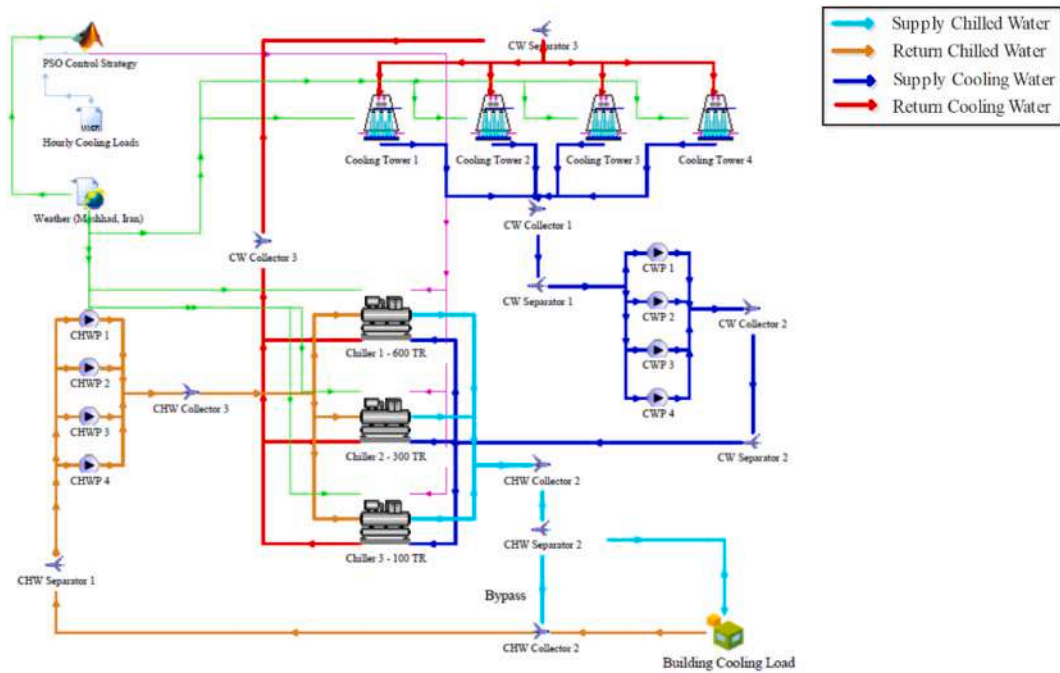 CW Separator 3
Supply Chilled Water
Return Chilled Water
Supply Cooling Water
Return Cooling Water
PSO Control Strategy
USER
Hourly Cooling Loads
Cooling Tower 1
Cooling Tower 2
Cooling Tower 3
Cooling Tower 4
Weather (Mashhad, Iran)
CW Collector 1
CW Collector 3
CWP 1
CW Separator 1
CWP 2
CW Collector 2
CHWP 1
CWP 3
Chiller 1 - 600 TR
CHWP 2
CHW Collector 3
CWP 4
CHWP 3
Chiller 2 - 300 TR
CW Separator 2
CHWP 4
CHW Collector 2
Chiller 3 - 100 TR
CHW Separator 2
CHW Separator 1
Bypass
CHW Collector 2
Building Cooling Load